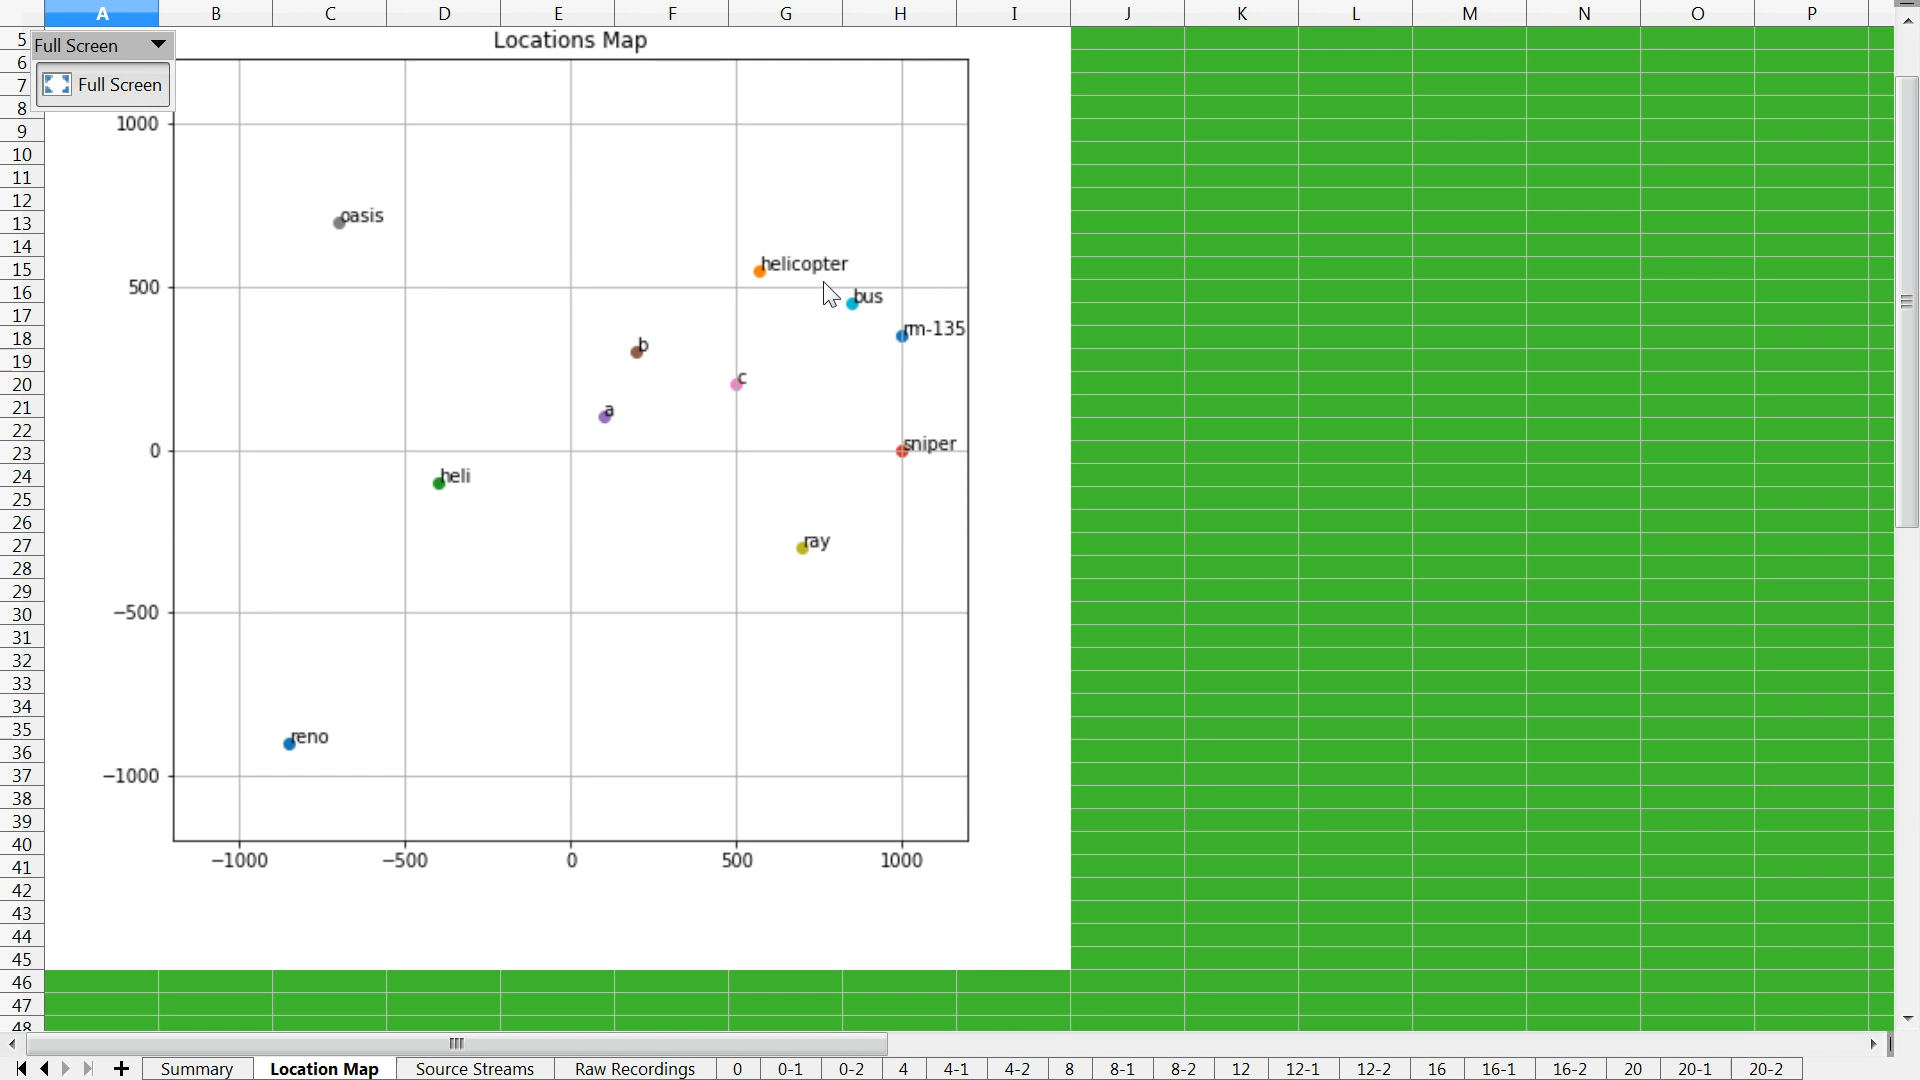 A B C D E F G H I J K L M N O P
5
Full Screen
Locations Map
6
7
Full Screen
8
9
1000
10
11
12
13
oasis
14
15
helicopter
16
500
bus
17
18
rm-135
19
b
20
c
21
a
22
23
0
sniper
24
heli
25
26
27
ray
28
29
30
−500
31
32
33
34
35
reno
36
37
−1000
38
39
40
41
−1000 −500 0 500 1000
42
43
44
45
46
47
48
Summary Location Map Source Streams Raw Recordings 0 0-1 0-2 4 4-1 4-2 8 8-1 8-2 12 12-1 12-2 16 16-1 16-2 20 20-1 20-2